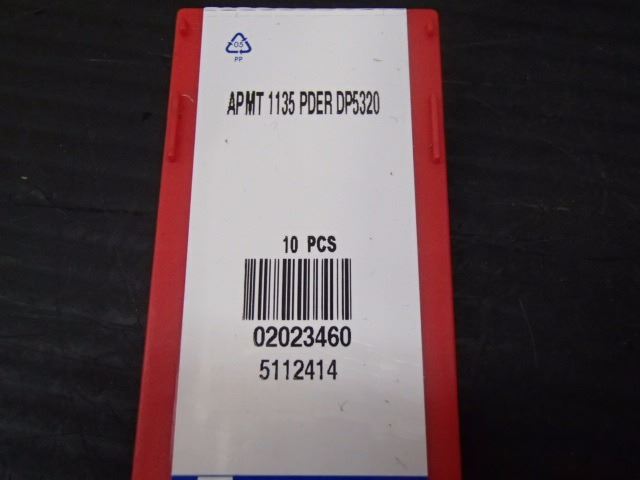 05
PP
APMT 1135 PDER DP5320
10 PCS
02023460
5112414